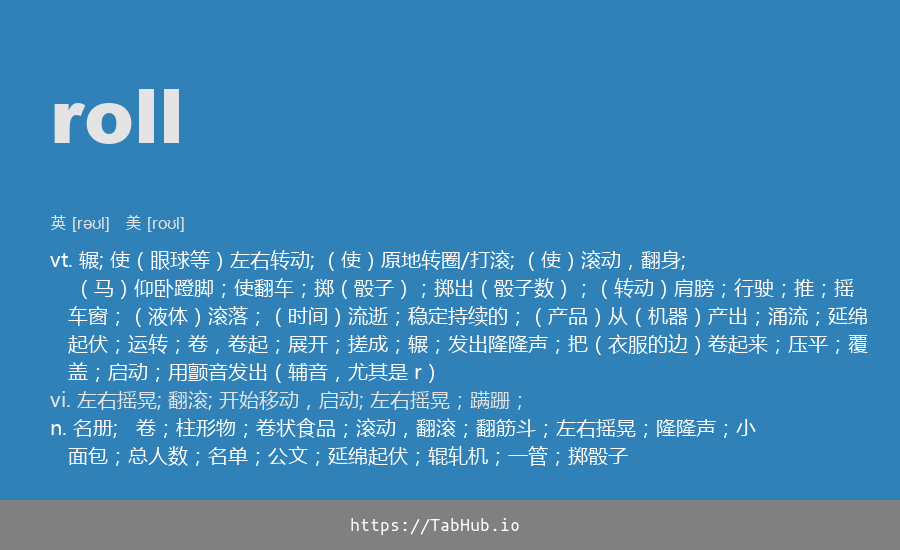 roll
英 [rəʊl] 美 [roʊl]
vt. 辗; 使（眼球等）左右转动; （使）原地转圈/打滚; （使）滚动，翻身;
（马）仰卧蹬脚；使翻车；掷（骰子）；掷出（骰子数）；（转动）肩膀；行驶；推；摇
车窗；（液体）滚落；（时间）流逝；稳定持续的；（产品）从（机器）产出；涌流；延绵
起伏；运转；卷，卷起；展开；搓成；辗；发出隆隆声；把（衣服的边）卷起来；压平；覆
盖；启动；用颤音发出（辅音，尤其是 r）
vi. 左右摇晃; 翻滚; 开始移动，启动; 左右摇晃；蹒跚；
n. 名册; 卷；柱形物；卷状食品；滚动，翻滚；翻筋斗；左右摇晃；隆隆声；小
面包；总人数；名单；公文；延绵起伏；辊轧机；一管；掷骰子
https://TabHub.io